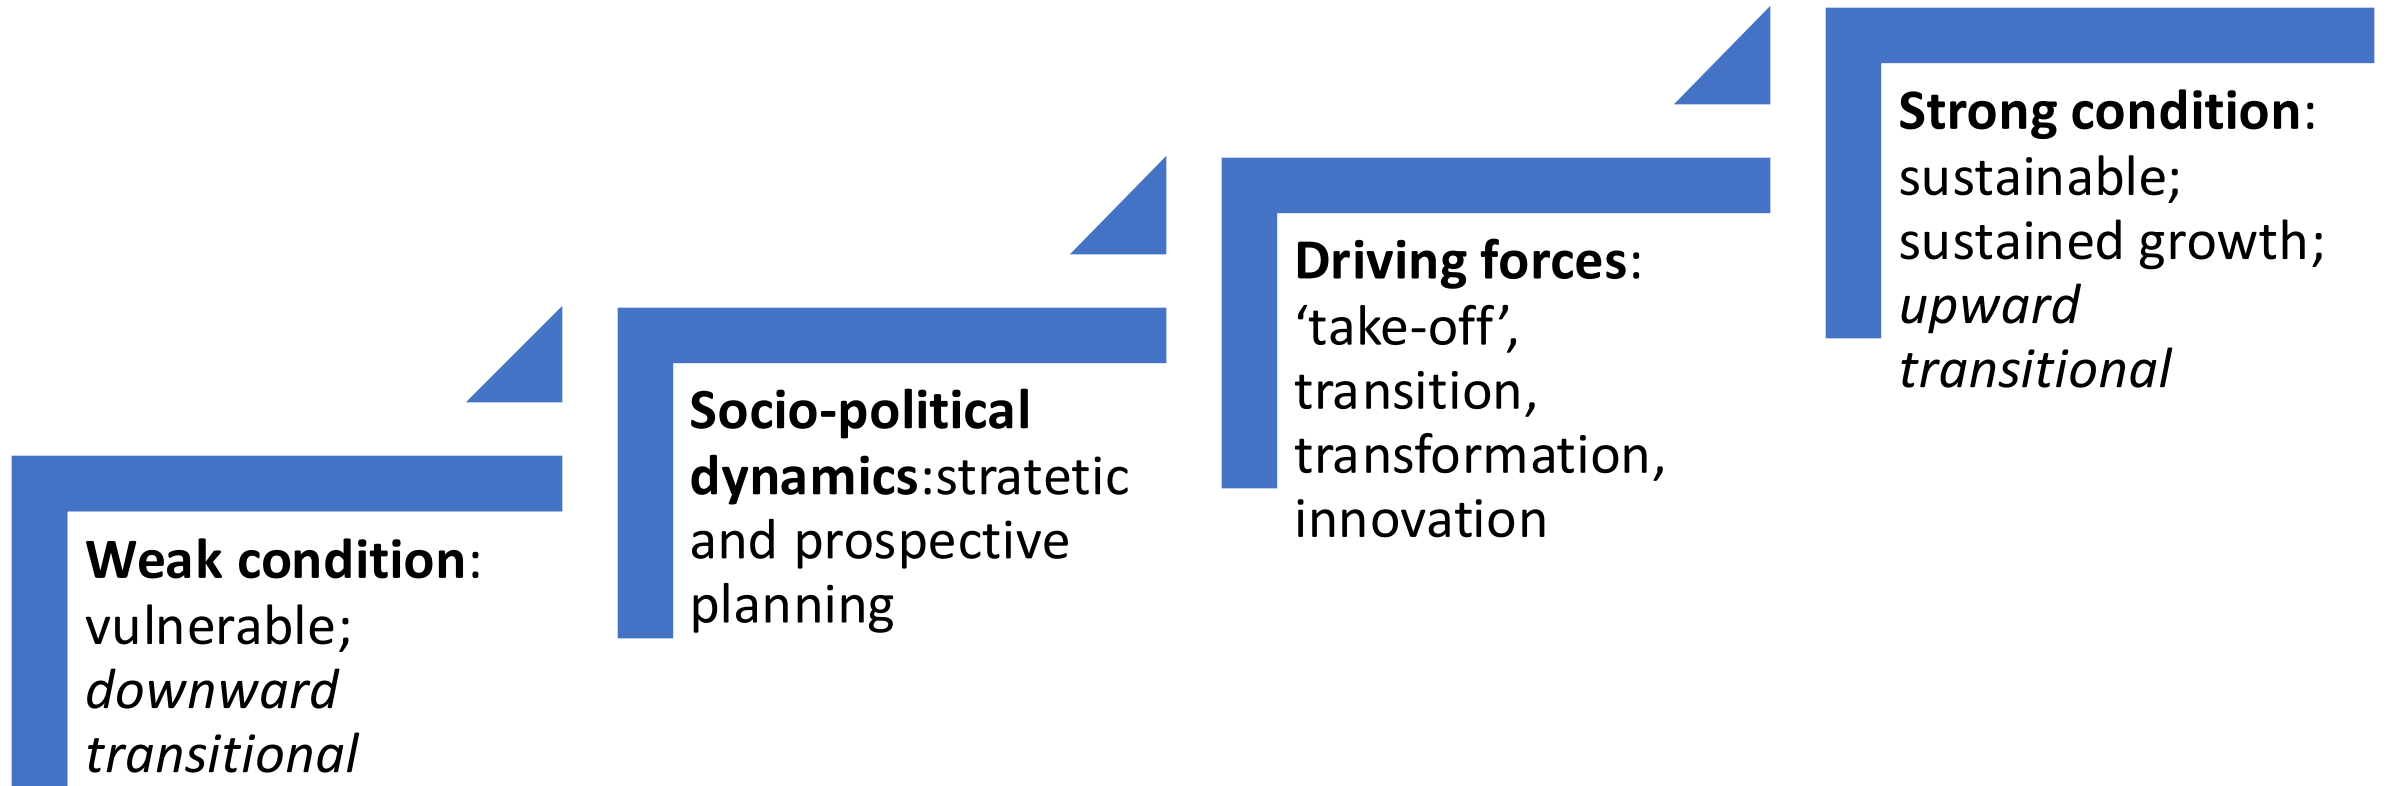 Weak condition:
vulnerable;
downward
transitional
Socio-political
dynamics:stratetic
and prospective
planning
Driving forces:
‘take-off’,
transition,
transformation,
innovation
Strong condition:
sustainable;
sustained growth;
upward
transitional